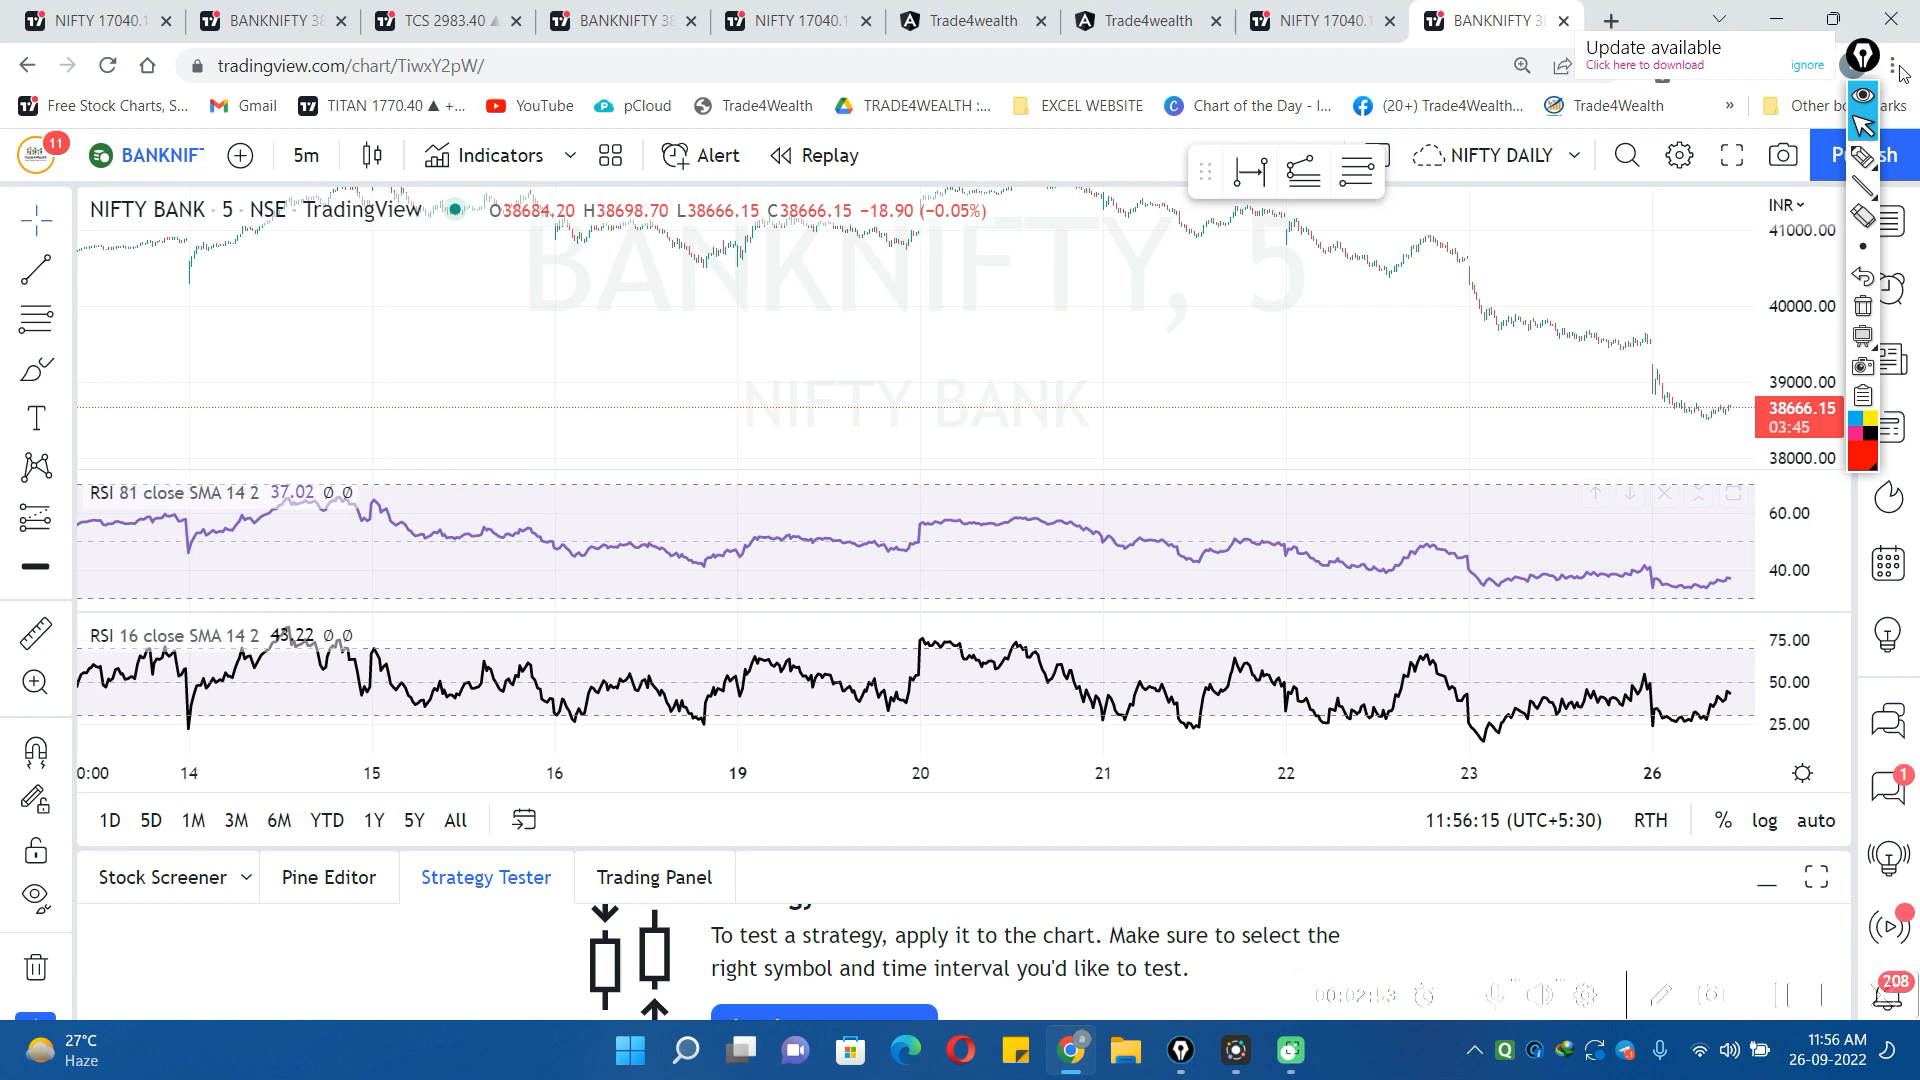 NIFTY 17040.1
BANKNIFTY 38
TCS 2983.40
BANKNIFTY 38
NIFTY 17040.1
Trade4wealth
Trade4wealth
NIFTY 17040.1
BANKNIFTY 38
tradingview.com/chart/TiwxY2pW/
Update available
Click here to download
ignore
Free Stock Charts, S...
Gmail
TITAN 1770.40 ▲ +...
YouTube
pCloud
Trade4Wealth
TRADE4WEALTH :...
EXCEL WEBSITE
Chart of the Day - I...
(20+) Trade4Wealth...
Trade4Wealth
»
11
BANKNIF
5m
Indicators
Alert
Replay
NIFTY DAILY
NIFTY BANK · 5 · NSE TradingView
O38684.20 H38698.70 L38666.15 C38666.15 −18.90 (−0.05%)
INR
BANKNIFTY, 5
NIFTY BANK
41000.00
40000.00
39000.00
38666.15
03:45
38000.00
RSI 81 close SMA 14 2 37.02 Ø Ø
60.00
40.00
RSI 16 close SMA 14 2 43.22 Ø Ø
75.00
50.00
25.00
0:00 14 15 16 19 20 21 22 23 26
1D 5D 1M 3M 6M YTD 1Y 5Y All
11:56:15 (UTC+5:30) RTH % log auto
1
Stock Screener
Pine Editor
Strategy Tester
Trading Panel
To test a strategy, apply it to the chart. Make sure to select the
right symbol and time interval you'd like to test.
00:02:53
208
27°C
Haze
11:56 AM
26-09-2022